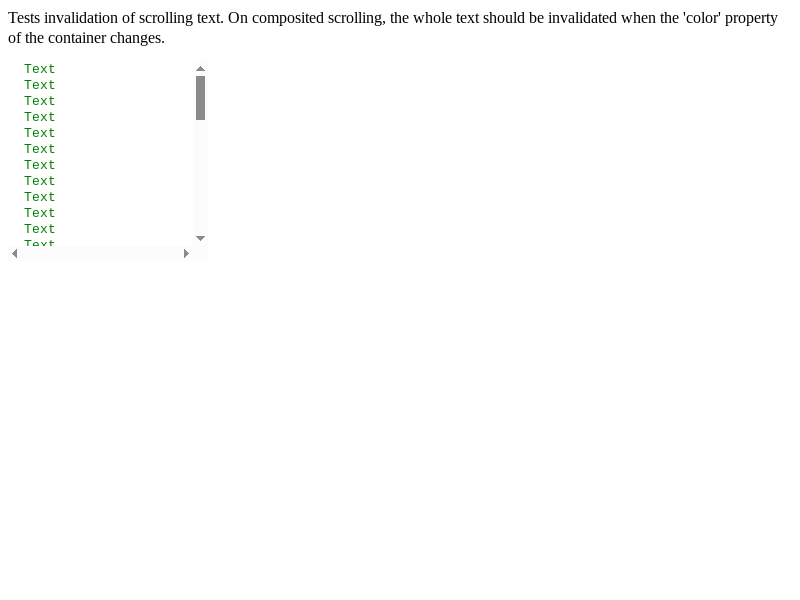 Tests invalidation of scrolling text. On composited scrolling, the whole text should be invalidated when the 'color' property
of the container changes.
Text
Text
Text
Text
Text
Text
Text
Text
Text
Text
Text
Text